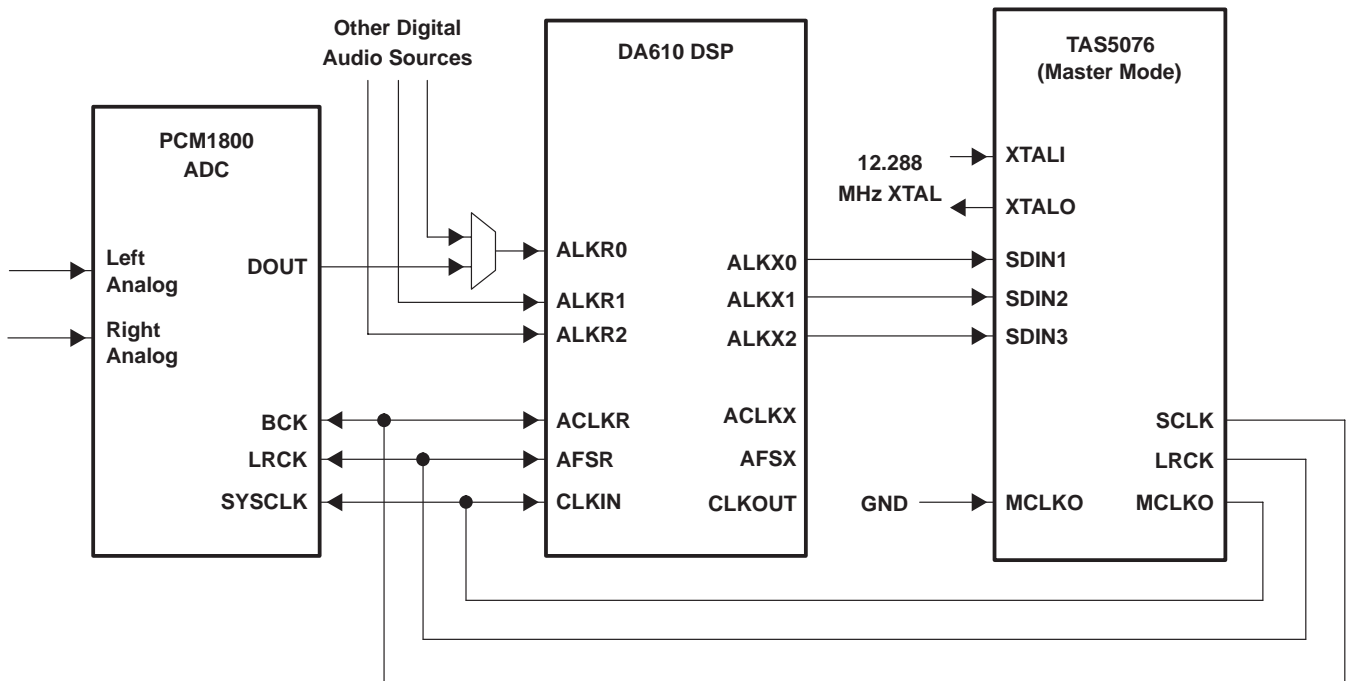 Other Digital
Audio Sources
PCM1800
ADC
Left
Analog
Right
Analog
DOUT
BCK
LRCK
SYSCLK
DA610 DSP
ALKR0
ALKR1
ALKR2
ACLKR
AFSR
CLKIN
ALKX0
ALKX1
ALKX2
ACLKX
AFSX
CLKOUT
12.288
MHz XTAL
GND
TAS5076
(Master Mode)
XTALI
XTALO
SDIN1
SDIN2
SDIN3
MCLKO
SCLK
LRCK
MCLKO